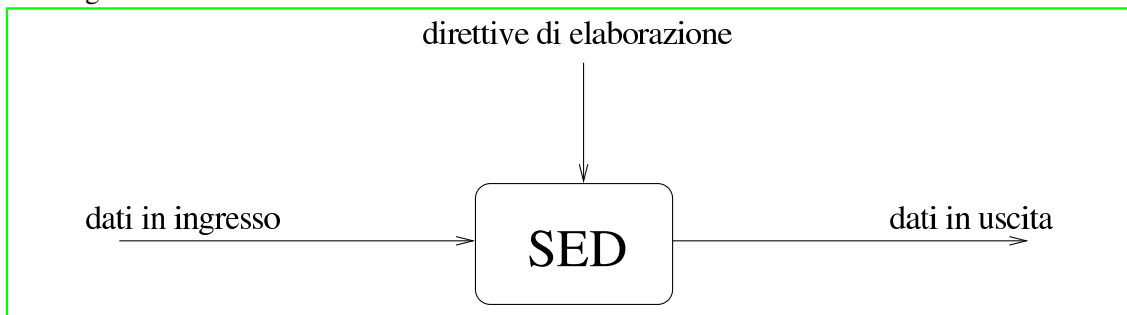 direttive di elaborazione
dati in ingresso
SED
dati in uscita